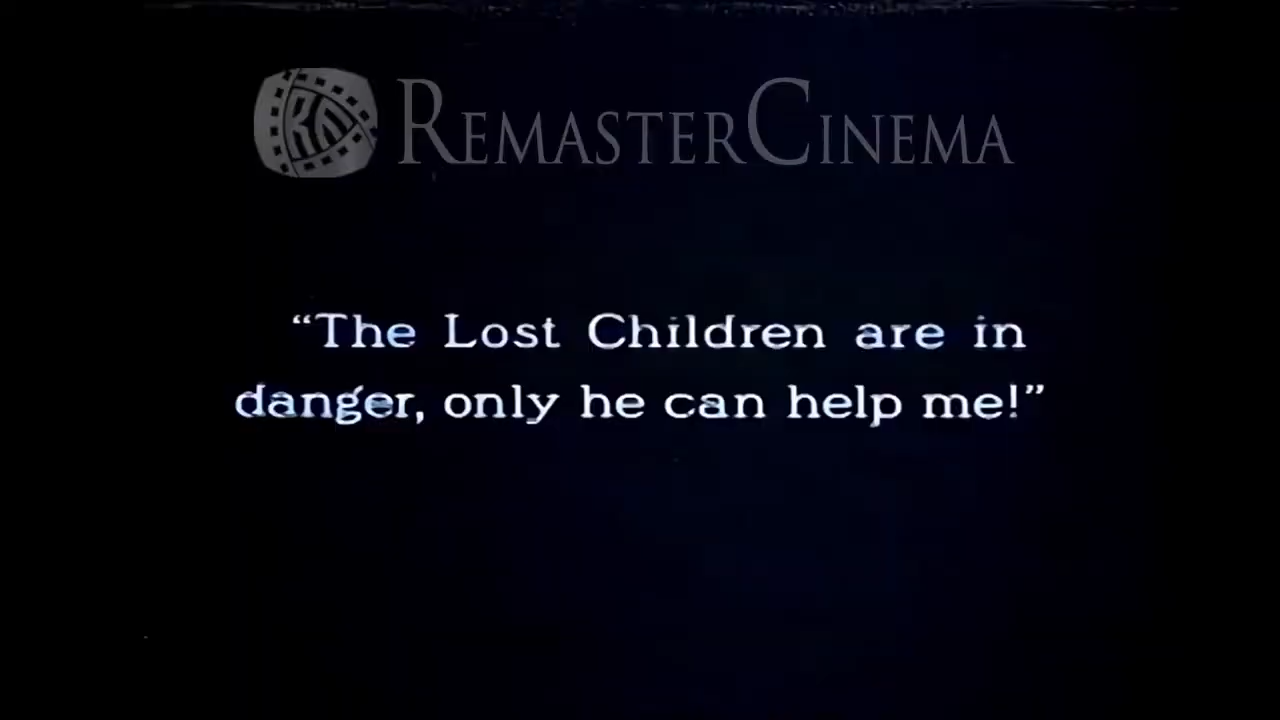 REMASTERCINEMA
“The Lost Children are in
danger, only he can help me!”